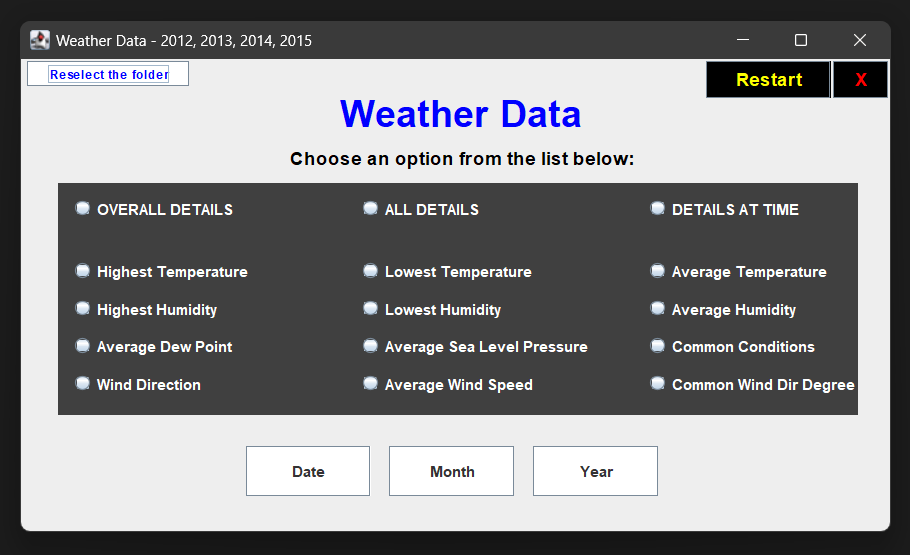 Weather Data - 2012, 2013, 2014, 2015
Reselect the folder
Restart
X
Weather Data
Choose an option from the list below:
OVERALL DETAILS
ALL DETAILS
DETAILS AT TIME
Highest Temperature
Lowest Temperature
Average Temperature
Highest Humidity
Lowest Humidity
Average Humidity
Average Dew Point
Average Sea Level Pressure
Common Conditions
Wind Direction
Average Wind Speed
Common Wind Dir Degree
Date
Month
Year